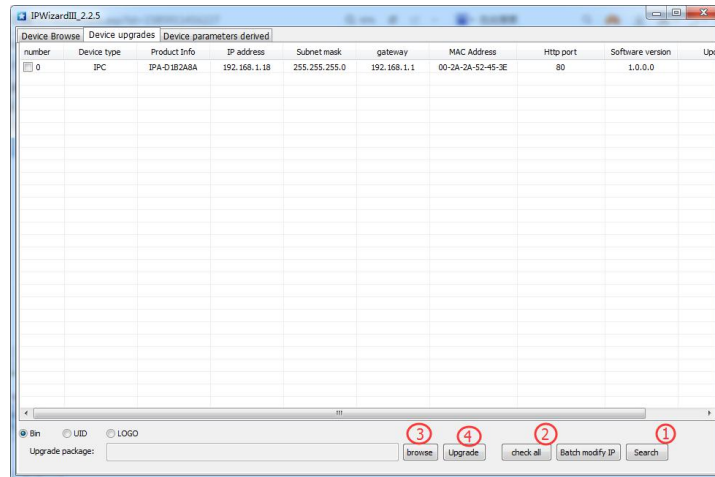 IPWizardIII_2.2.5
Device Browse Device upgrades Device parameters derived
number Device type Product Info IP address Subnet mask gateway MAC Address Http port Software version
0 IPC IPA-D1B2A8A 192.168.1.18 255.255.255.0 192.168.1.1 00-2A-2A-52-45-3E 80 1.0.0.0
3 4 2 1
Bin UID LOGO
Upgrade package: browse Upgrade check all Batch modify IP Search